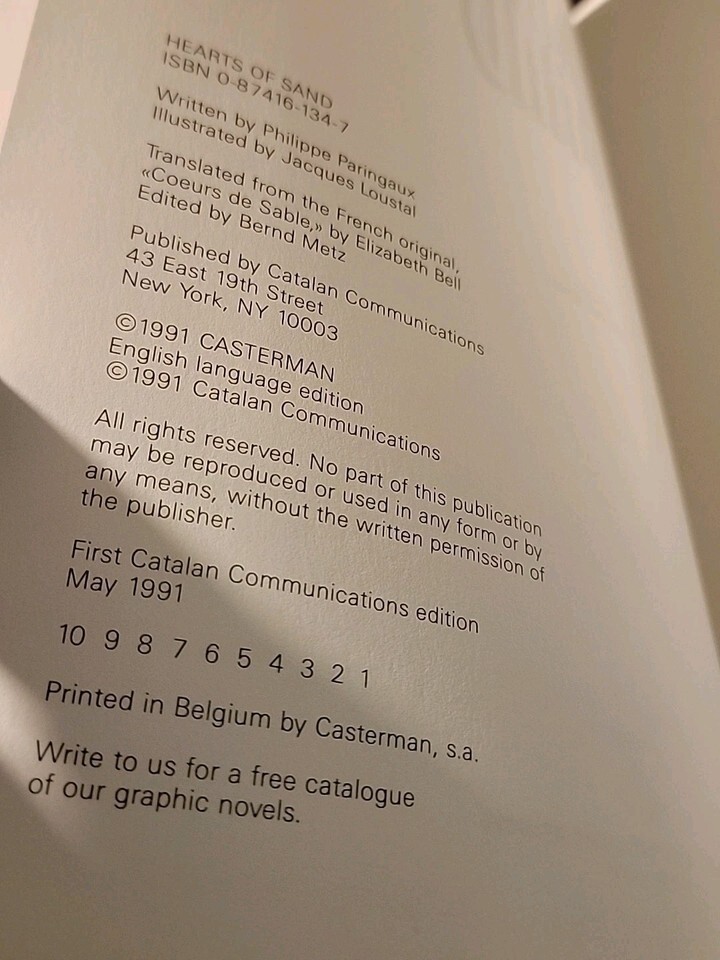 HEARTS OF SAND
ISBN 0-87416-134-7
Written by Philippe Paringaux
Illustrated by Jacques Loustal
Translated from the French original,
«Coeurs de Sable,» by Elizabeth Bell
Edited by Bernd Metz
Published by Catalan Communications
43 East 19th Street
New York, NY 10003
©1991 CASTERMAN
English language edition
©1991 Catalan Communications
All rights reserved. No part of this publication
may be reproduced or used in any form or by
any means, without the written permission of
the publisher.
First Catalan Communications edition
May 1991
10 9 8 7 6 5 4 3 2 1
Printed in Belgium by Casterman, s.a.
Write to us for a free catalogue
of our graphic novels.